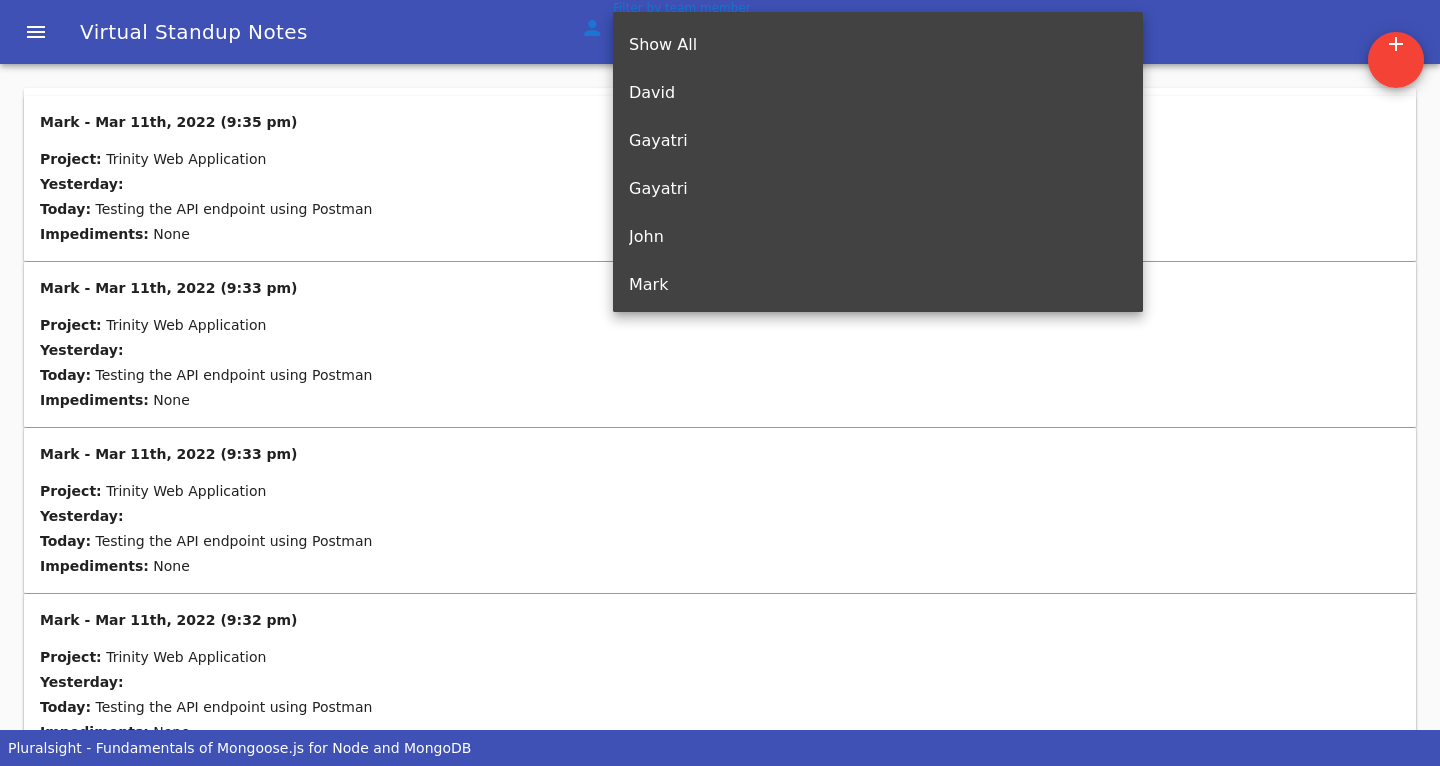 Virtual Standup Notes
Filter by team member
Show All
David
Gayatri
Gayatri
John
Mark
+
Mark - Mar 11th, 2022 (9:35 pm)
Project: Trinity Web Application
Yesterday:
Today: Testing the API endpoint using Postman
Impediments: None
Mark - Mar 11th, 2022 (9:33 pm)
Project: Trinity Web Application
Yesterday:
Today: Testing the API endpoint using Postman
Impediments: None
Mark - Mar 11th, 2022 (9:33 pm)
Project: Trinity Web Application
Yesterday:
Today: Testing the API endpoint using Postman
Impediments: None
Mark - Mar 11th, 2022 (9:32 pm)
Project: Trinity Web Application
Yesterday:
Today: Testing the API endpoint using Postman
Impediments: None
Pluralsight - Fundamentals of Mongoose.js for Node and MongoDB